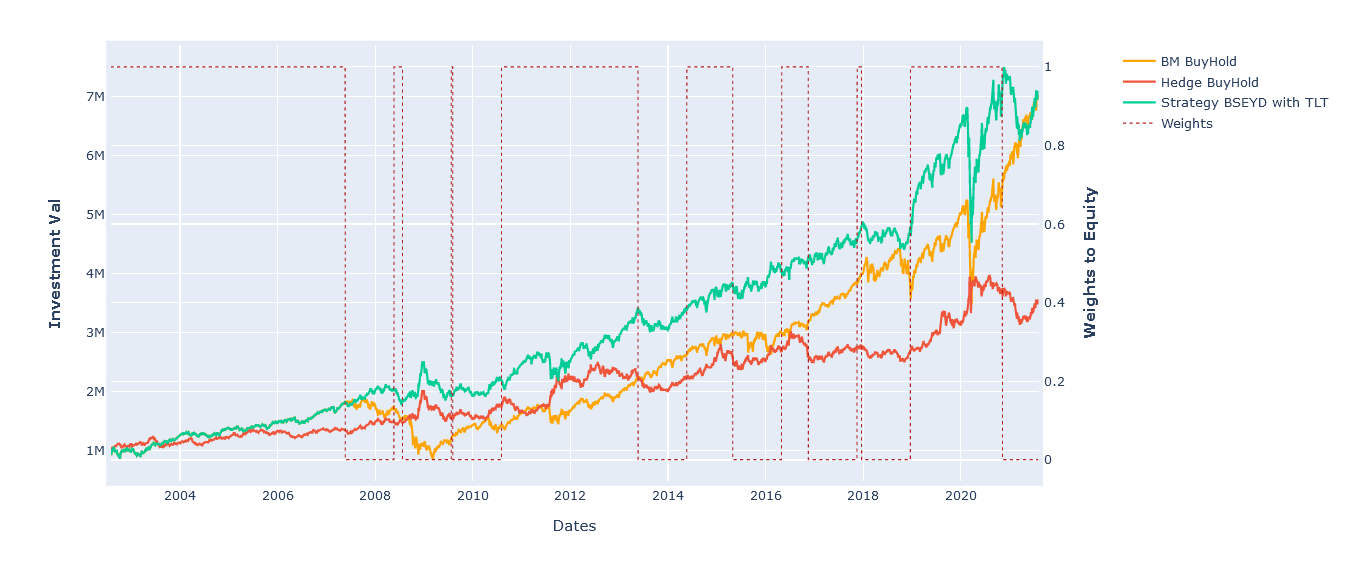 BM BuyHold
Hedge BuyHold
Strategy BSEYD with TLT
Weights
Investment Val
7M
6M
5M
4M
3M
2M
1M
1
0.8
0.6
0.4
0.2
0
Weights to Equity
2004 2006 2008 2010 2012 2014 2016 2018 2020
Dates